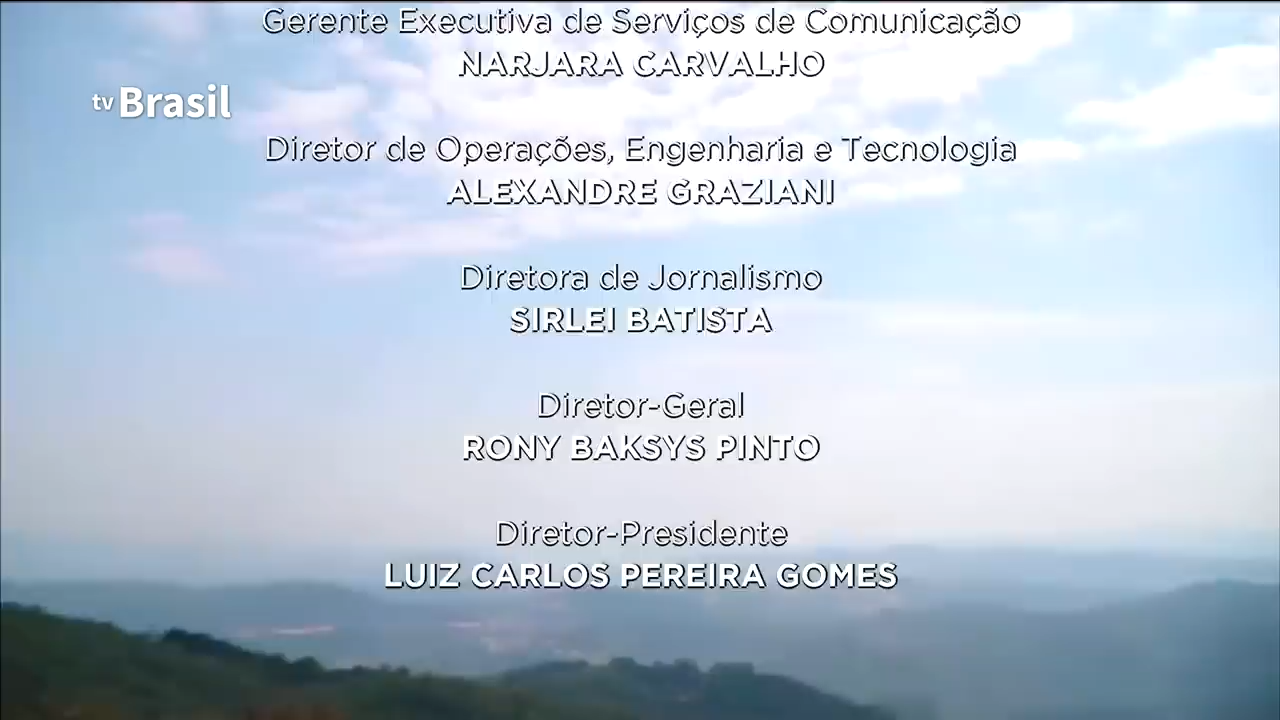 Gerente Executiva de Serviços de Comunicação
NARJARA CARVALHO
tv Brasil
Diretor de Operações, Engenharia e Tecnologia
ALEXANDRE GRAZIANI
Diretora de Jornalismo
SIRLEI BATISTA
Diretor-Geral
RONY BAKSYS PINTO
Diretor-Presidente
LUIZ CARLOS PEREIRA GOMES